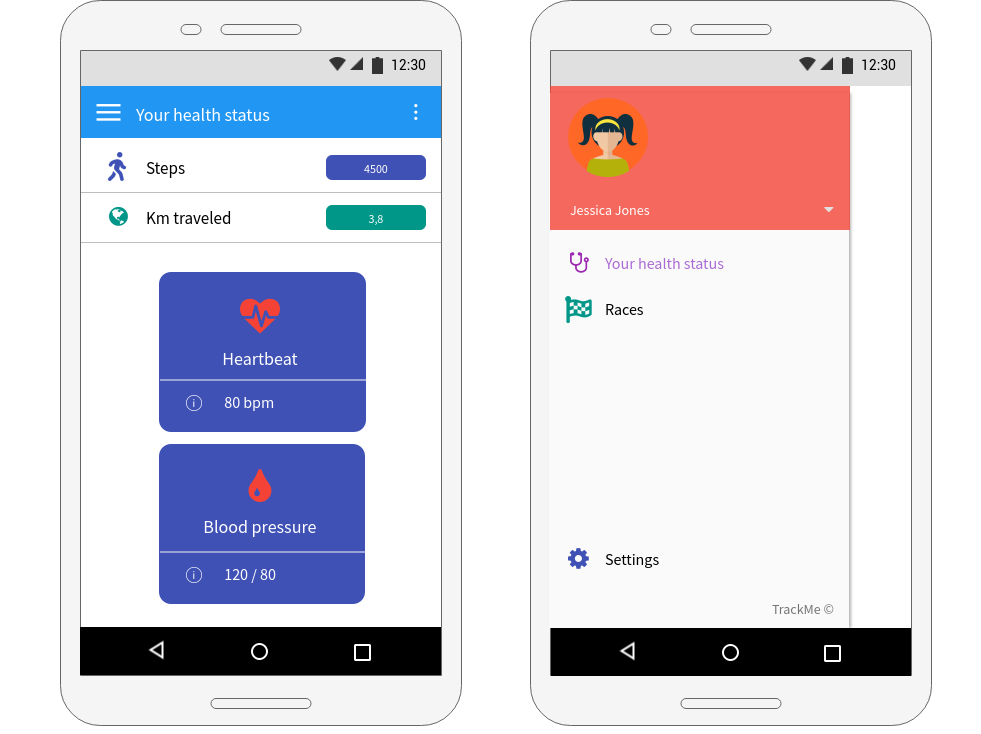 12:30
Your health status
Steps
4500
Km traveled
3,8
Heartbeat
80 bpm
Blood pressure
120 / 80
12:30
Jessica Jones
Your health status
Races
Settings
TrackMe ©